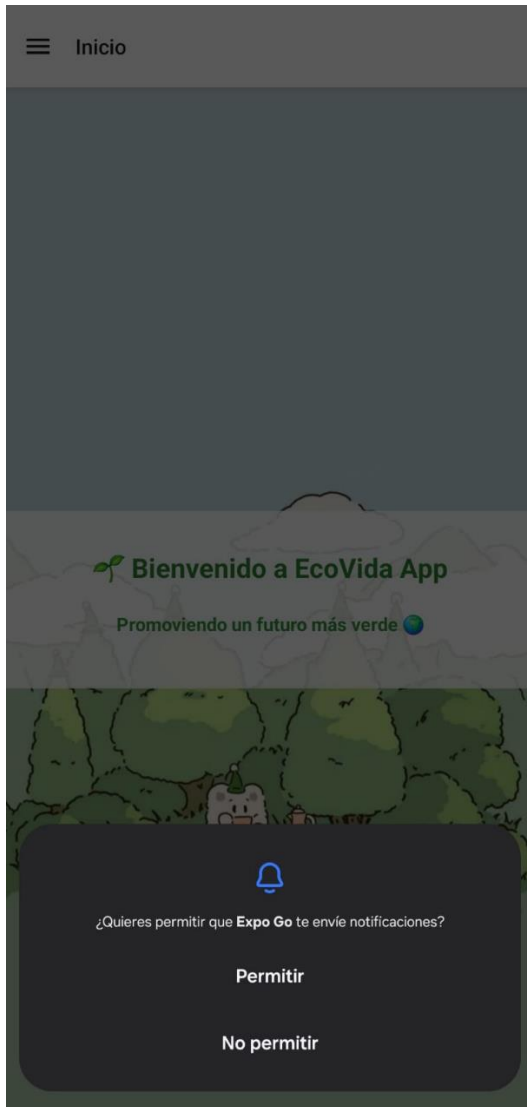 Inicio
🌱 Bienvenido a EcoVida App
Promoviendo un futuro más verde 🌍
¿Quieres permitir que Expo Go te envíe notificaciones?
Permitir
No permitir